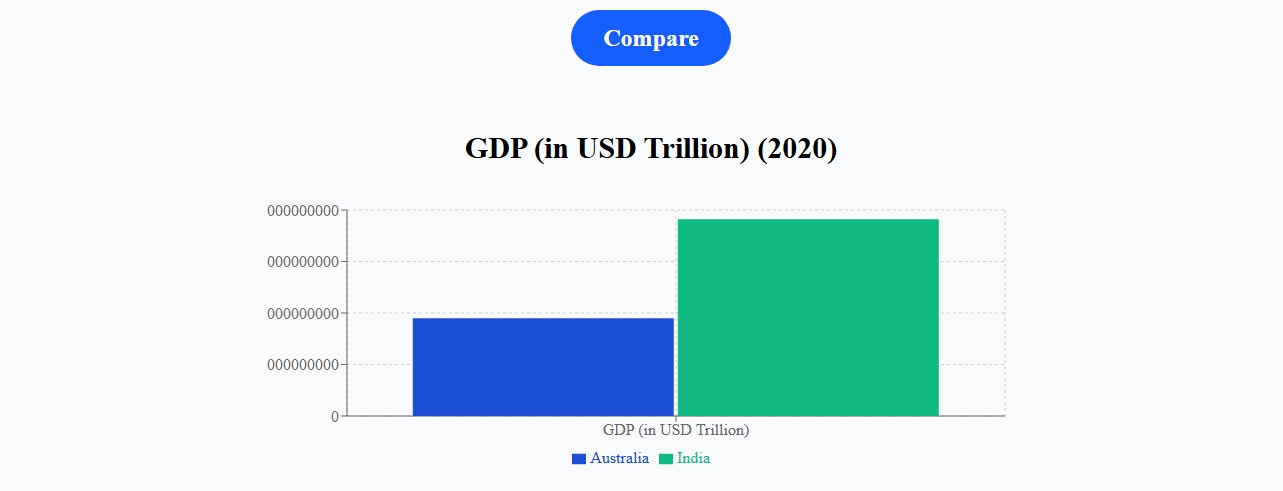 Compare
GDP (in USD Trillion) (2020)
000000000
000000000
000000000
000000000
0
GDP (in USD Trillion)
Australia India